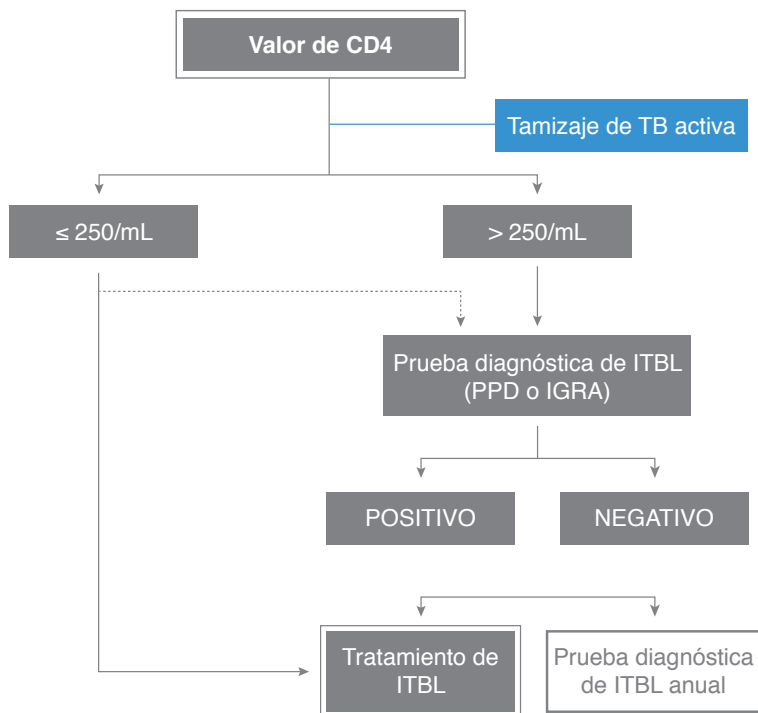 Valor de CD4
Tamizaje de TB activa
≤ 250/mL
> 250/mL
Prueba diagnóstica de ITBL
(PPD o IGRA)
POSITIVO
NEGATIVO
Tratamiento de
ITBL
Prueba diagnóstica
de ITBL anual